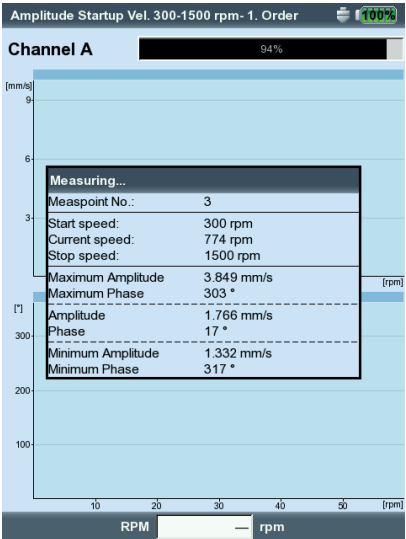 Amplitude Startup Vel. 300-1500 rpm- 1. Order 100%
Channel A 94%
[mm/s]
9
6
Measuring...
Measpoint No.: 3
3
Start speed: 300 rpm
Current speed: 774 rpm
Stop speed: 1500 rpm
Maximum Amplitude 3.849 mm/s
[rpm]
Maximum Phase 303 °
[°]
Amplitude 1.766 mm/s
Phase 17 °
300
Minimum Amplitude 1.332 mm/s
Minimum Phase 317 °
200
100
10 20 30 40 50 [rpm]
RPM — rpm